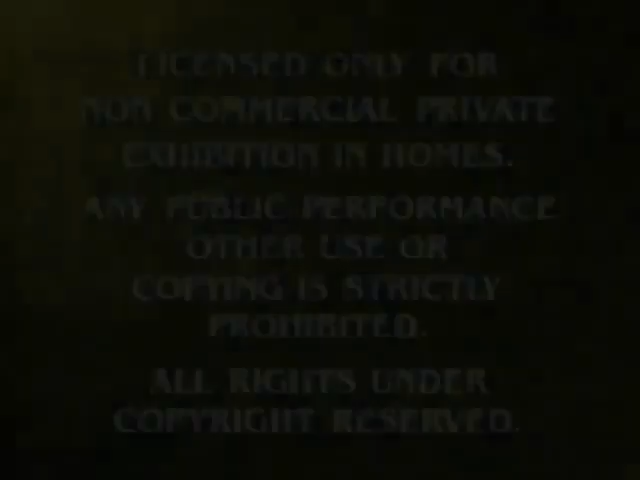 LICENSED ONLY FOR
NON COMMERCIAL PRIVATE
EXHIBITION IN HOMES.
ANY PUBLIC PERFORMANCE
OTHER USE OR
COPYING IS STRICTLY
PROHIBITED.
ALL RIGHTS UNDER
COPYRIGHT RESERVED.